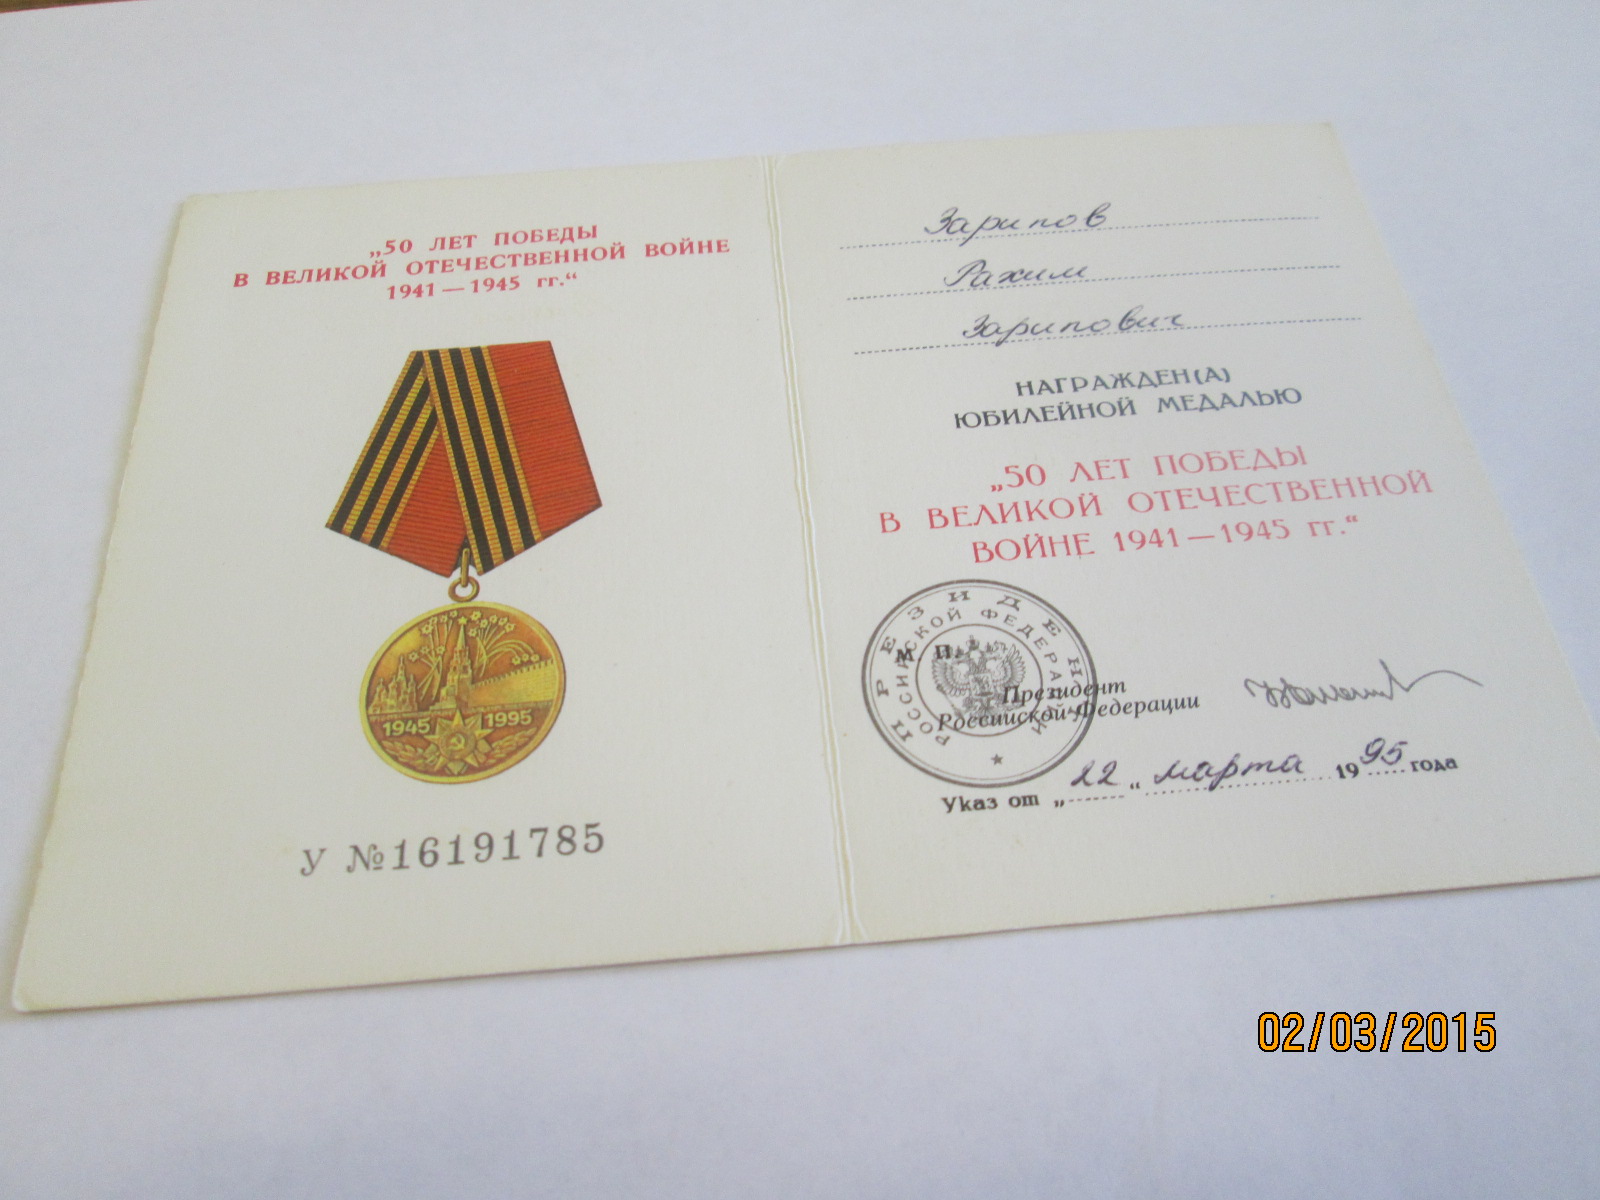 „50 ЛЕТ ПОБЕДЫ
В ВЕЛИКОЙ ОТЕЧЕСТВЕННОЙ ВОЙНЕ
1941—1945 гг.“
1945 1995
У №16191785
Зарипов
Рахим
Зарипович
НАГРАЖДЕН(А)
ЮБИЛЕЙНОЙ МЕДАЛЬЮ
„50 ЛЕТ ПОБЕДЫ
В ВЕЛИКОЙ ОТЕЧЕСТВЕННОЙ
ВОЙНЕ 1941—1945 гг.“
ПРЕЗИДЕНТ
РОССИЙСКОЙ ФЕДЕРАЦИИ
М. П.
Президент
Российской Федерации
Указ от „22“ марта 1995 года
02/03/2015